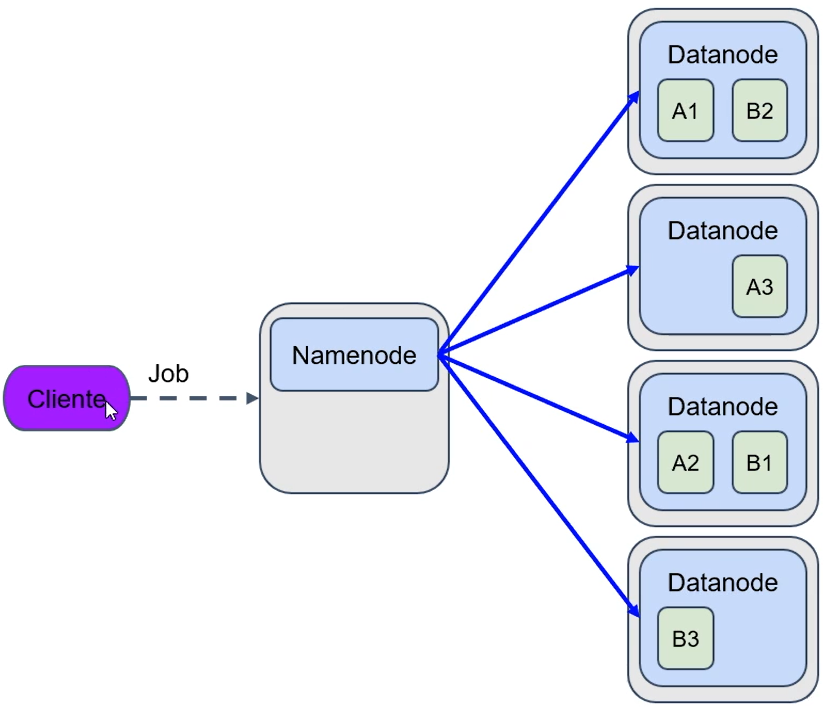 Cliente
Job
Namenode
Datanode
A1 B2
Datanode
A3
Datanode
A2 B1
Datanode
B3